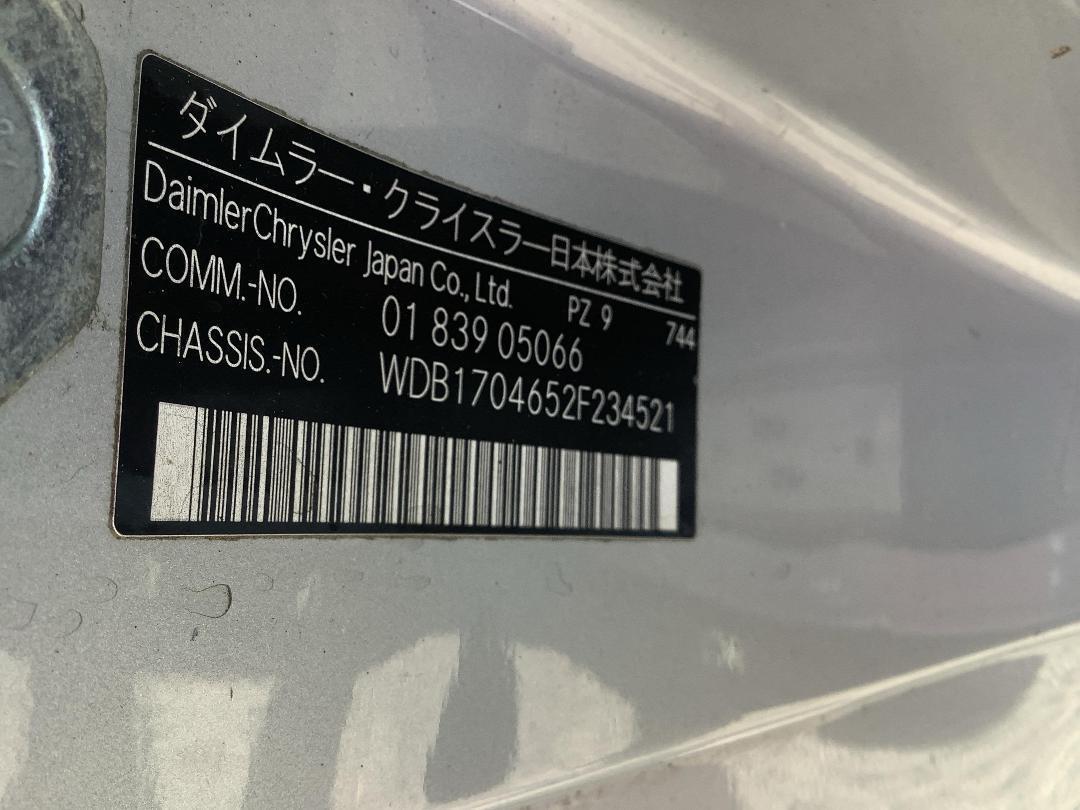 ダイムラー・クライスラー日本株式会社
DaimlerChrysler Japan Co., Ltd. PZ 9 744
COMM.-NO. 01 839 05066
CHASSIS.-NO. WDB1704652F234521